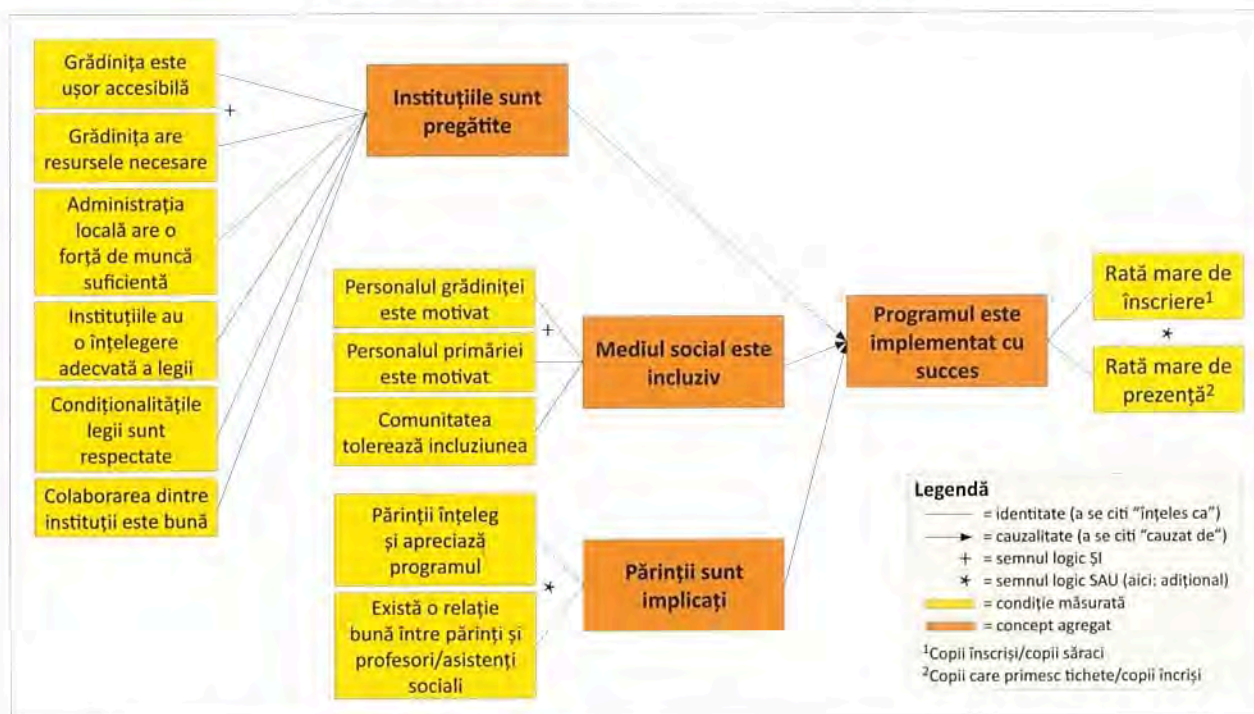 Grădinița este
ușor accesibilă
+
Grădinița are
resursele necesare
Administrația
locală are o
forță de muncă
suficientă
Instituțiile au
o înțelegere
adecvată a legii
Condiționalitățile
legii sunt
respectate
Colaborarea dintre
instituții este bună
Instituțiile sunt
pregătite
Personalul grădiniței
este motivat
+
Personalul primăriei
este motivat
Comunitatea
tolerează incluziunea
Mediul social este
incluziv
Părinții înțeleg
și apreciază
programul
*
Există o relație
bună între părinți și
profesori/asistenți
sociali
Părinții sunt
implicați
Programul este
implementat cu
succes
Rată mare de
înscriere¹
*
Rată mare de
prezență²
Legendă
= identitate (a se citi "înțeles ca")
= cauzalitate (a se citi "cauzat de")
+ = semnul logic ȘI
* = semnul logic SAU (aici: adițional)
= condiție măsurată
= concept agregat
¹Copii înscriși/copii săraci
²Copii care primesc tichete/copii încriși